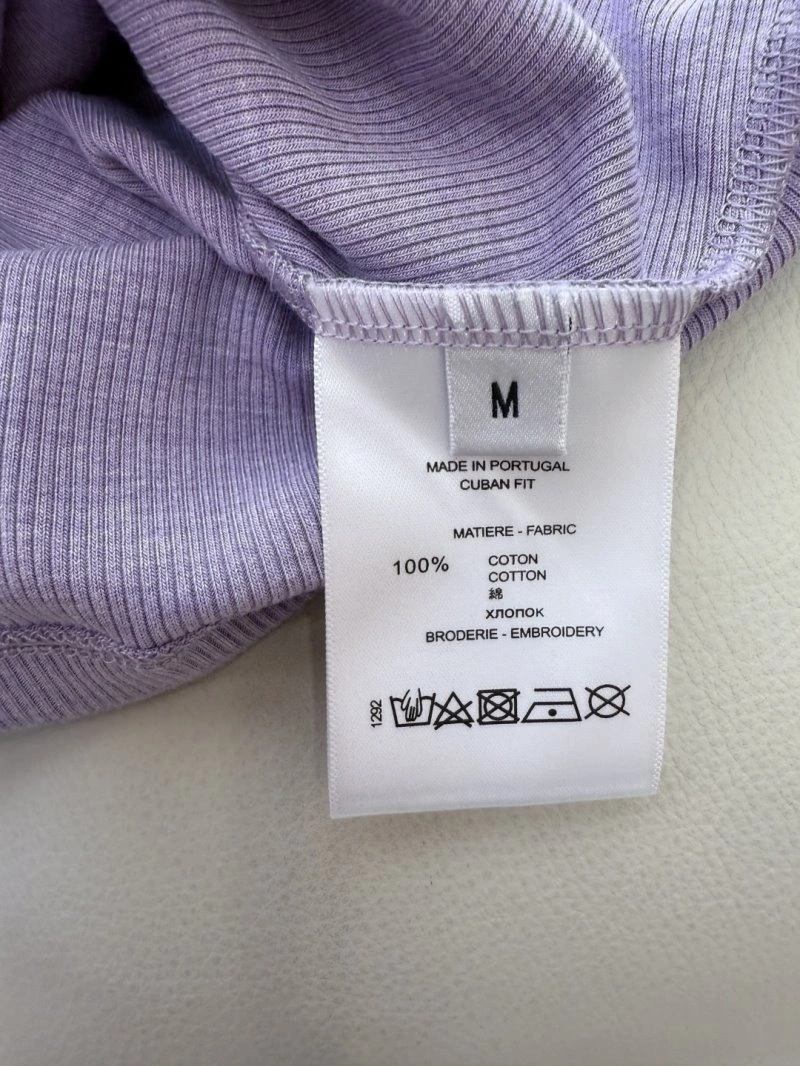 M
MADE IN PORTUGAL
CUBAN FIT
MATIERE - FABRIC
100% COTON
COTTON
綿
хлопок
BRODERIE - EMBROIDERY
1292